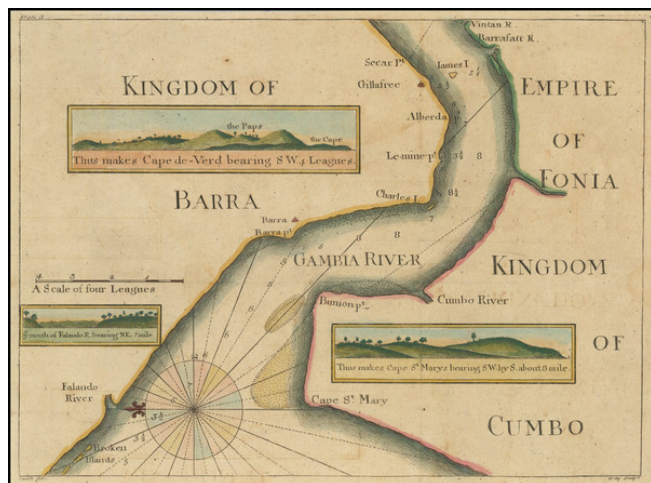 Vintan R.
Barrafatt R.
Secar Pt.
James I
Gillafree
KINGDOM OF
EMPIRE
OF
FONIA
Alberda pt.
the Paps
the Cape
Thus makes Cape de-Verd bearing S W. 4 Leagues.
Lemine pt.
BARRA
Charles I
Barra
Barra pt.
GAMBIA RIVER
KINGDOM
OF
CUMBO
A Scale of four Leagues
Bunion pt.
Cumbo River
Thus makes Cape St. Marys bearing S W. by S. about 8 mile
Falando
River
Cape St. Mary
Broken
Islands